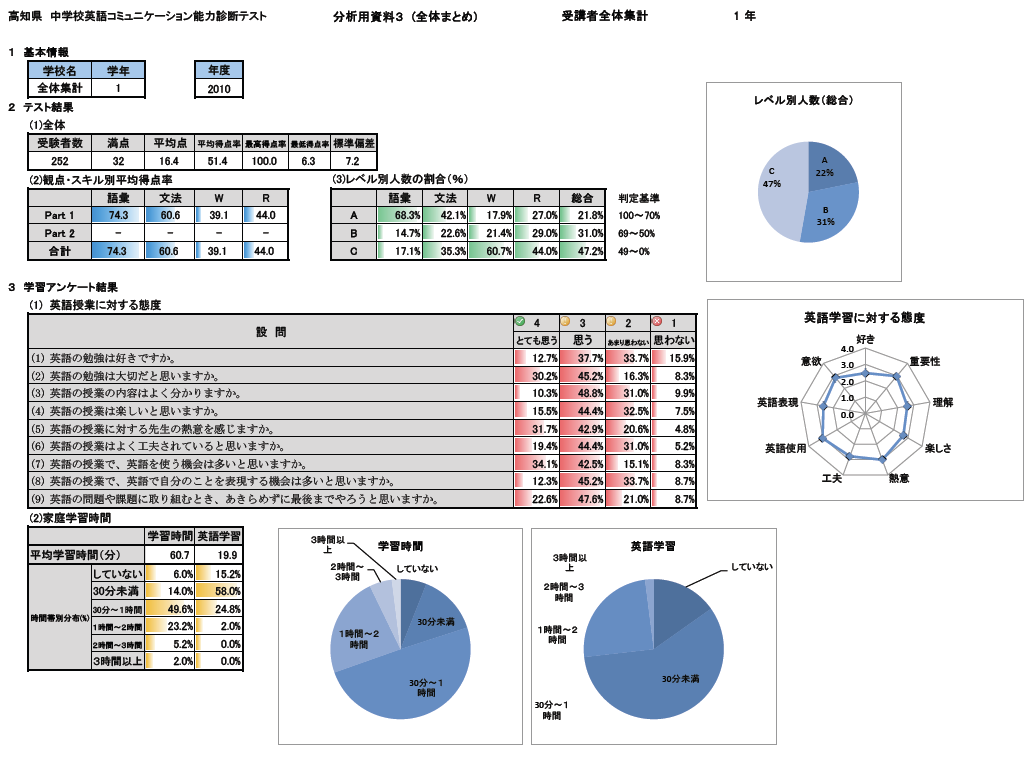 高知県 中学校英語コミュニケーション能力診断テスト 分析用資料3 (全体まとめ) 受講者全体集計 1 年
1 基本情報
学校名 学年 年度
全体集計 1 2010
2 テスト結果
(1)全体
受験者数 満点 平均点 平均得点率 最高得点率 最低得点率 標準偏差
252 32 16.4 51.4 100.0 6.3 7.2
(2)観点・スキル別平均得点率
語彙 文法 W R
Part 1 74.3 60.6 39.1 44.0
Part 2 － － － －
合計 74.3 60.6 39.1 44.0
(3)レベル別人数の割合(%)
語彙 文法 W R 総合 判定基準
A 68.3% 42.1% 17.9% 27.0% 21.8% 100～70%
B 14.7% 22.6% 21.4% 29.0% 31.0% 69～50%
C 17.1% 35.3% 60.7% 44.0% 47.2% 49～0%
レベル別人数(総合)
A
22%
B
31%
C
47%
3 学習アンケート結果
(1) 英語授業に対する態度
設 問 4 3 2 1
とても思う 思う あまり思わない 思わない
(1) 英語の勉強は好きですか。 12.7% 37.7% 33.7% 15.9%
(2) 英語の勉強は大切だと思いますか。 30.2% 45.2% 16.3% 8.3%
(3) 英語の授業の内容はよく分かりますか。 10.3% 48.8% 31.0% 9.9%
(4) 英語の授業は楽しいと思いますか。 15.5% 44.4% 32.5% 7.5%
(5) 英語の授業に対する先生の熱意を感じますか。 31.7% 42.9% 20.6% 4.8%
(6) 英語の授業はよく工夫されていると思いますか。 19.4% 44.4% 31.0% 5.2%
(7) 英語の授業で、英語を使う機会は多いと思いますか。 34.1% 42.5% 15.1% 8.3%
(8) 英語の授業で、英語で自分のことを表現する機会は多いと思いますか。 12.3% 45.2% 33.7% 8.7%
(9) 英語の問題や課題に取り組むとき、あきらめずに最後までやろうと思いますか。 22.6% 47.6% 21.0% 8.7%
英語学習に対する態度
好き
重要性
理解
楽しさ
熱意
工夫
英語使用
英語表現
意欲
4.0
3.0
2.0
1.0
0.0
(2)家庭学習時間
学習時間 英語学習
平均学習時間(分) 60.7 19.9
時間帯別分布(%)
していない 6.0% 15.2%
30分未満 14.0% 58.0%
30分～1時間 49.6% 24.8%
1時間～2時間 23.2% 2.0%
2時間～3時間 5.2% 0.0%
3時間以上 2.0% 0.0%
学習時間
していない
30分未満
30分～1
時間
1時間～2
時間
2時間～
3時間
3時間以
上
英語学習
していない
30分未満
30分～1
時間
1時間～2
時間
2時間～3
時間
3時間以
上